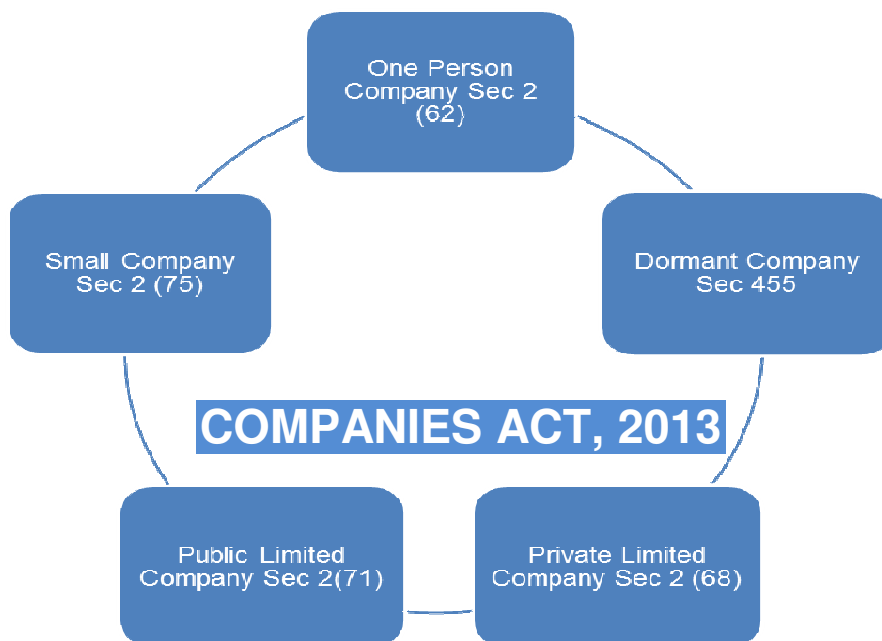 One Person
Company Sec 2
(62)
Small Company
Sec 2 (75)
Dormant Company
Sec 455
COMPANIES ACT, 2013
Public Limited
Company Sec 2(71)
Private Limited
Company Sec 2 (68)